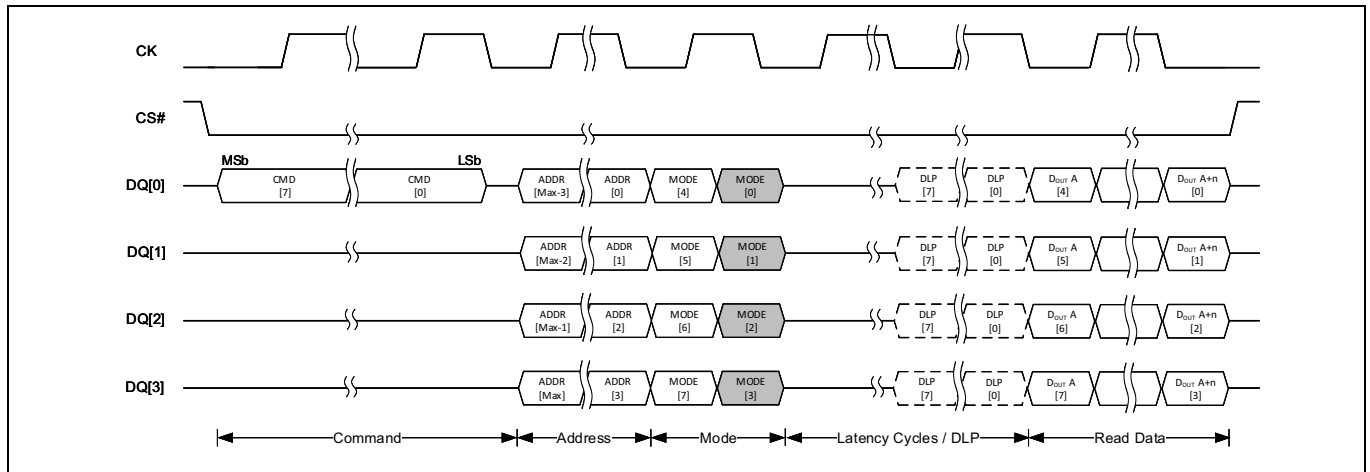 CK
CS#
MSb LSb
DQ[0] CMD [7] CMD [0] ADDR [Max-3] ADDR [0] MODE [4] MODE [0] DLP [7] DLP [0] DOUT A [4] DOUT A+n [0]
DQ[1] ADDR [Max-2] ADDR [1] MODE [5] MODE [1] DLP [7] DLP [0] DOUT A [5] DOUT A+n [1]
DQ[2] ADDR [Max-1] ADDR [2] MODE [6] MODE [2] DLP [7] DLP [0] DOUT A [6] DOUT A+n [2]
DQ[3] ADDR [Max] ADDR [3] MODE [7] MODE [3] DLP [7] DLP [0] DOUT A [7] DOUT A+n [3]
Command Address Mode Latency Cycles / DLP Read Data